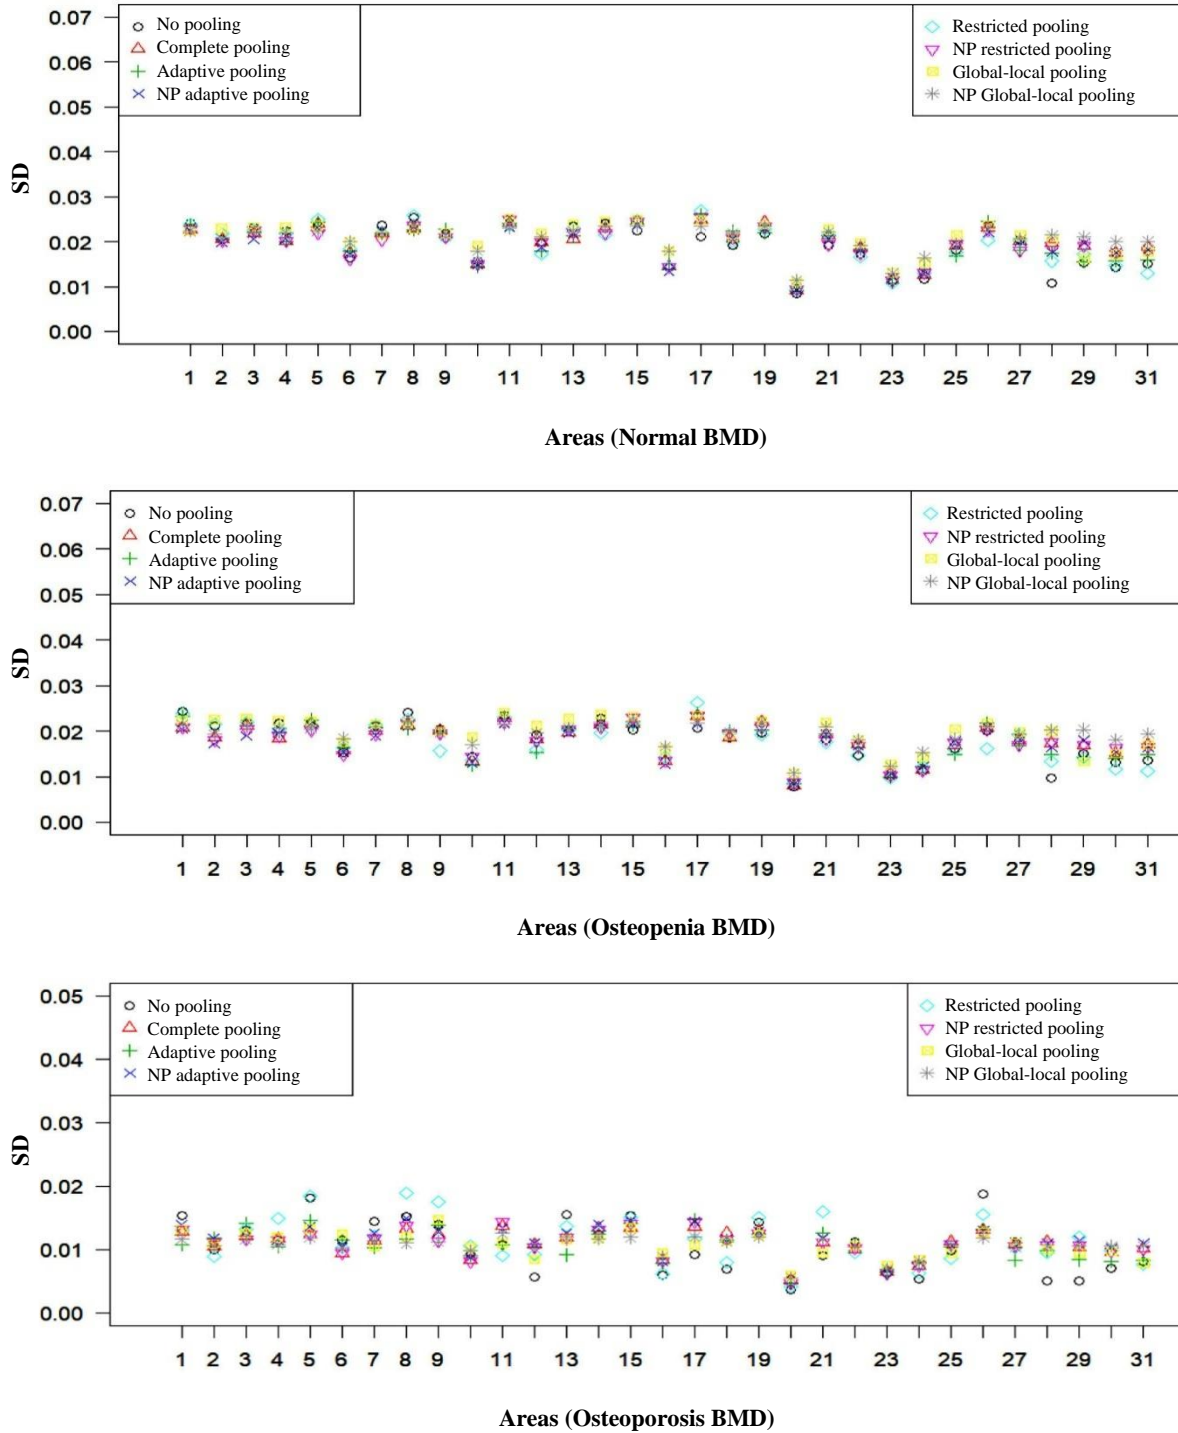 0.07
0.06
0.05
0.04
0.03
0.02
0.01
0.00
SD
No pooling
Complete pooling
Adaptive pooling
NP adaptive pooling
Restricted pooling
NP restricted pooling
Global-local pooling
NP Global-local pooling
1 2 3 4 5 6 7 8 9 11 13 15 17 19 21 23 25 27 29 31
Areas (Normal BMD)
0.07
0.06
0.05
0.04
0.03
0.02
0.01
0.00
SD
No pooling
Complete pooling
Adaptive pooling
NP adaptive pooling
Restricted pooling
NP restricted pooling
Global-local pooling
NP Global-local pooling
1 2 3 4 5 6 7 8 9 11 13 15 17 19 21 23 25 27 29 31
Areas (Osteopenia BMD)
0.05
0.04
0.03
0.02
0.01
0.00
SD
No pooling
Complete pooling
Adaptive pooling
NP adaptive pooling
Restricted pooling
NP restricted pooling
Global-local pooling
NP Global-local pooling
1 2 3 4 5 6 7 8 9 11 13 15 17 19 21 23 25 27 29 31
Areas (Osteoporosis BMD)